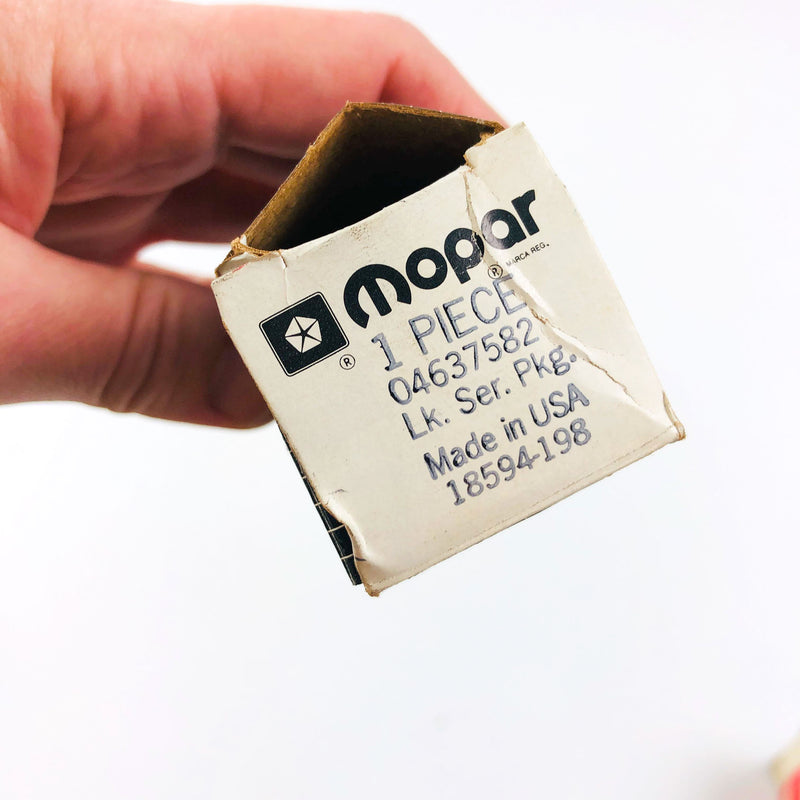 mopar
® MARCA REG.
®
1 PIECE
04637582
Lk. Ser. Pkg.
Made in USA
18594-198